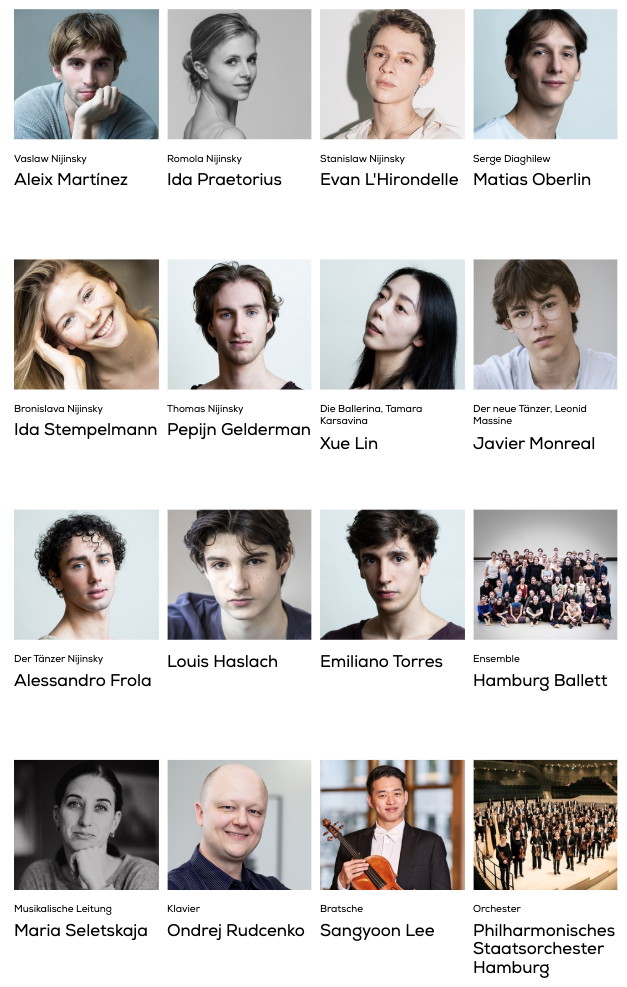 Vaslaw Nijinsky
Aleix Martínez
Romola Nijinsky
Ida Praetorius
Stanislaw Nijinsky
Evan L'Hirondelle
Serge Diaghilew
Matias Oberlin
Bronislava Nijinsky
Ida Stempelmann
Thomas Nijinsky
Pepijn Gelderman
Die Ballerina, Tamara
Karsavina
Xue Lin
Der neue Tänzer, Leonid
Massine
Javier Monreal
Der Tänzer Nijinsky
Alessandro Frola
Louis Haslach
Emiliano Torres
Ensemble
Hamburg Ballett
Musikalische Leitung
Maria Seletskaja
Klavier
Ondrej Rudcenko
Bratsche
Sangyoon Lee
Orchester
Philharmonisches
Staatsorchester
Hamburg